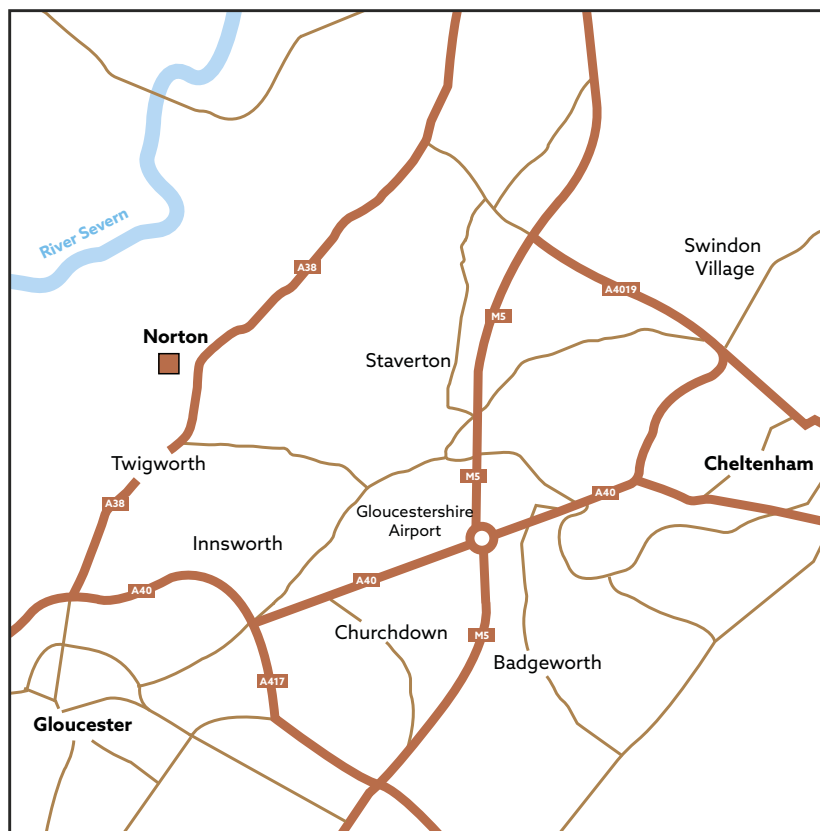 River Severn
Swindon
Village
A38
A4019
M5
Norton
Staverton
Twigworth
Cheltenham
M5
A40
A38
Gloucestershire
Airport
Innsworth
A40
A40
Churchdown
M5
Badgeworth
A417
Gloucester